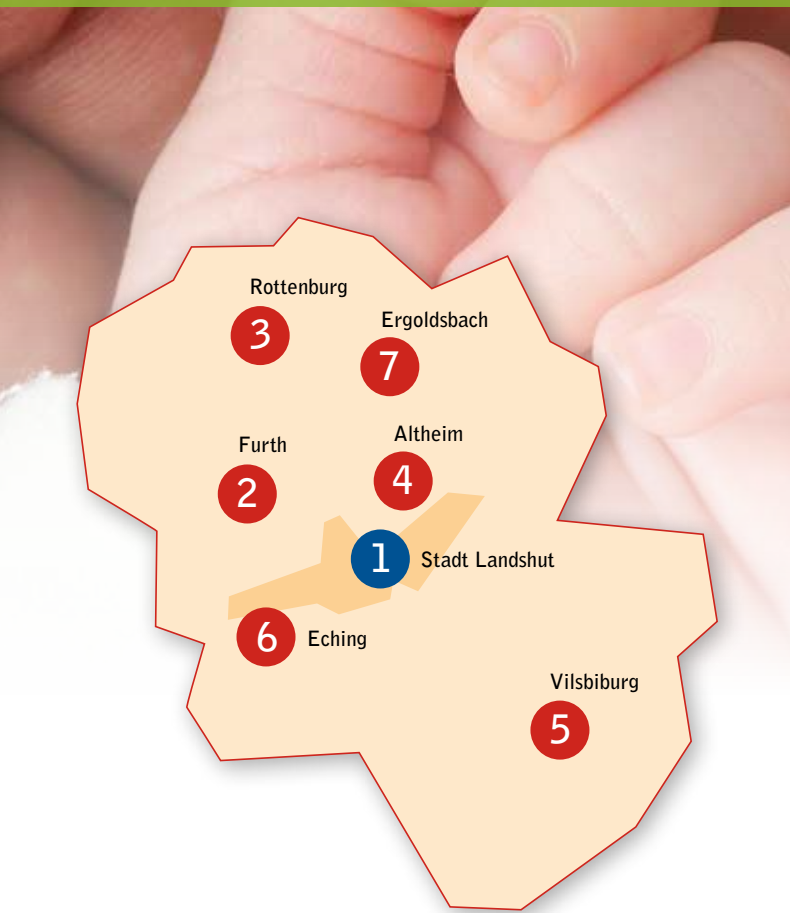 Rottenburg
3
Ergoldsbach
7
Furth
2
Altheim
4
1 Stadt Landshut
6 Eching
Vilsbiburg
5